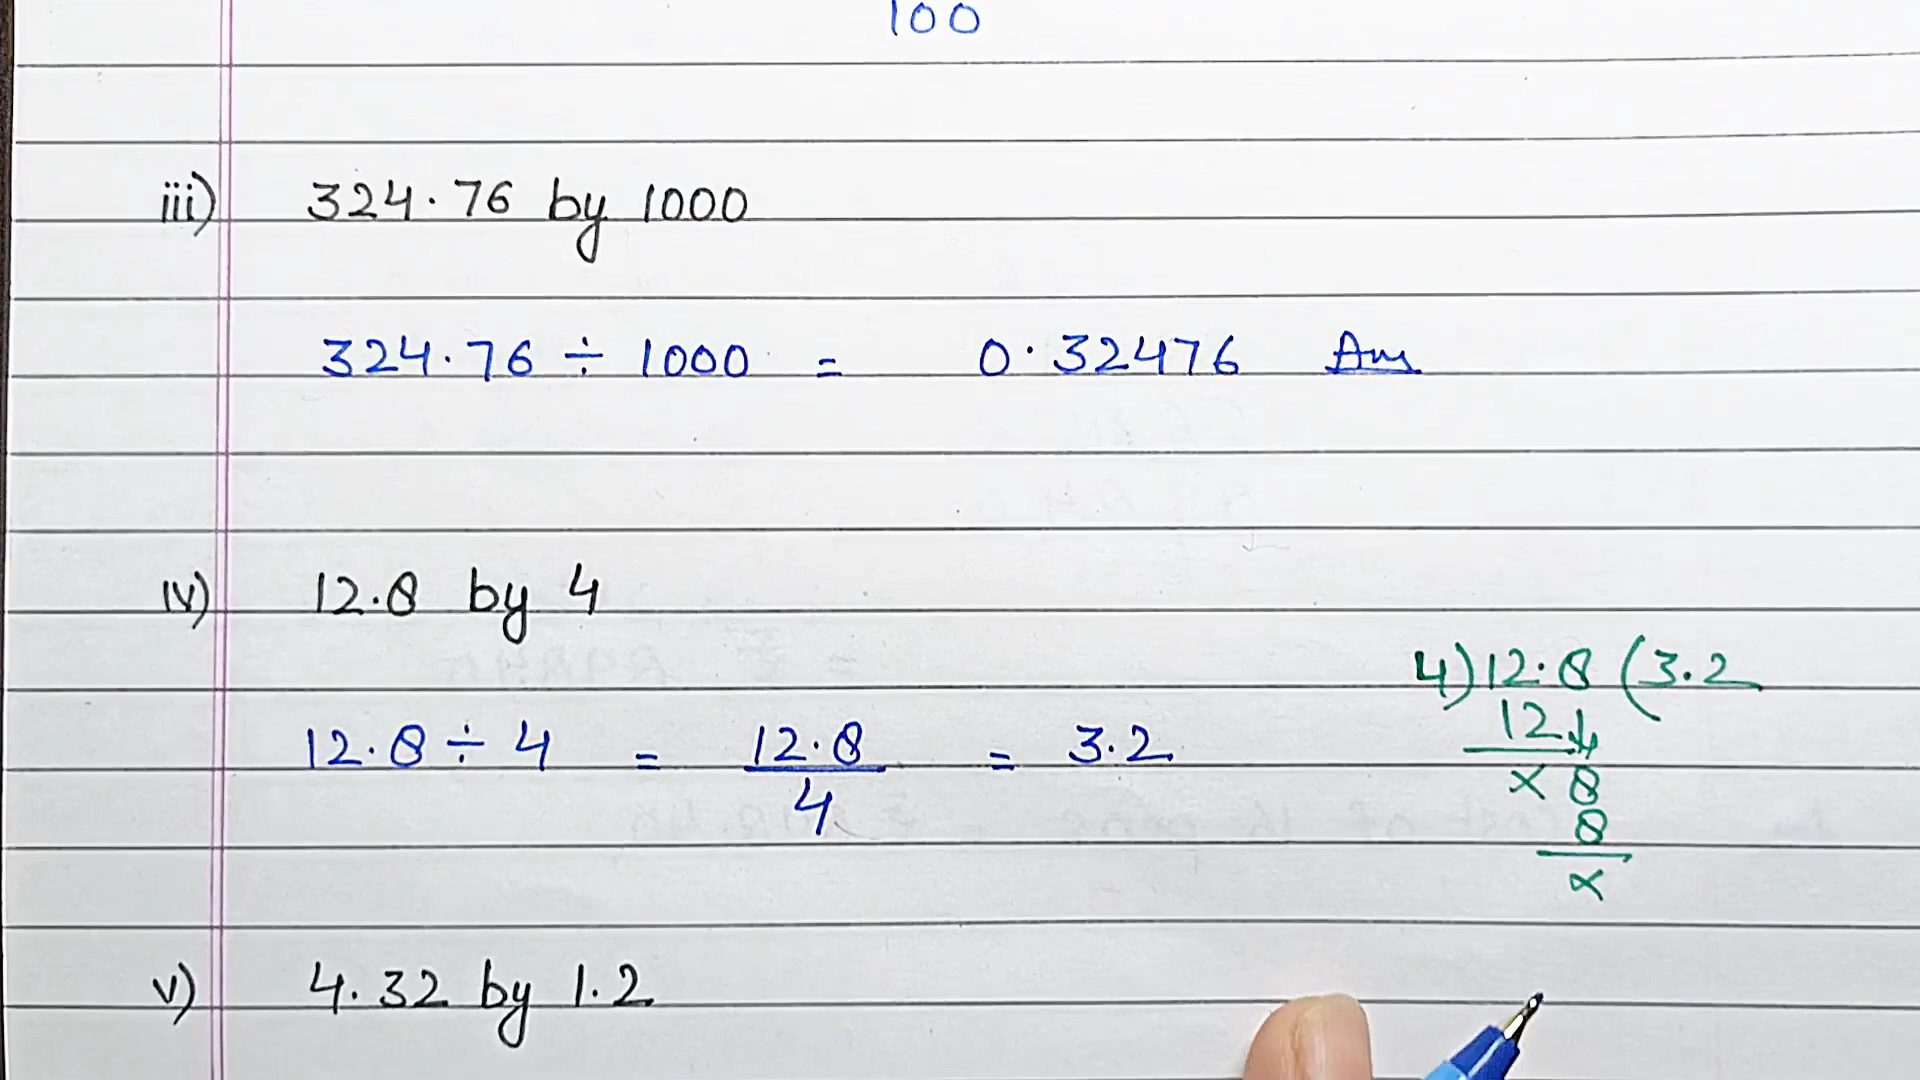 100
iii) 324.76 by 1000
324.76 ÷ 1000 = 0.32476 Ans
iv) 12.8 by 4
12.8 ÷ 4 = 12.8/4 = 3.2
4)12.8(3.2
12.↓
x 8
8
x
v) 4.32 by 1.2